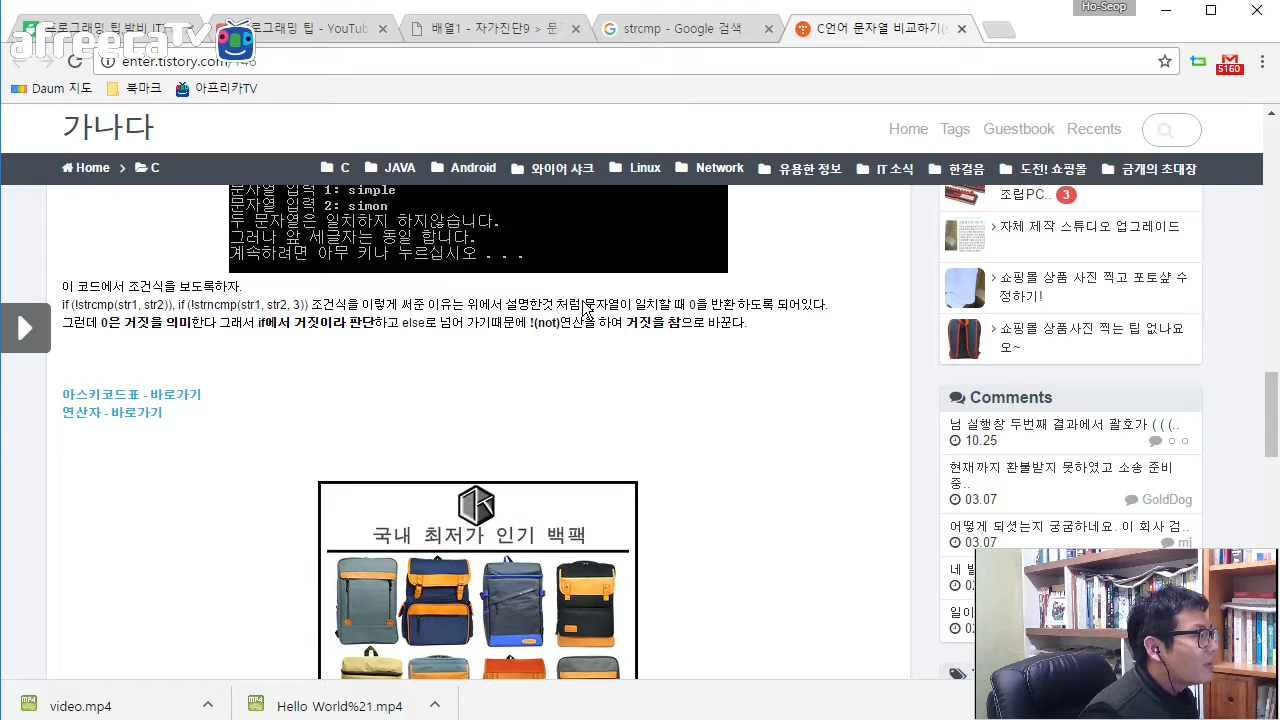 Ho-Seop
afreecaTV
로그래밍 팁 - YouTub
배열1 - 자가진단9 > 문
strcmp - Google 검색
C언어 문자열 비교하기(s
enter.tistory.com/
5160
Daum 지도
북마크
아프리카TV
가나다
Home
Tags
Guestbook
Recents
Home > C
C
JAVA
Android
와이어 샤크
Linux
Network
유용한 정보
IT 소식
한걸음
도전! 쇼핑몰
금개의 초대장
문자열 입력 1: simple
문자열 입력 2: simon
두 문자열은 일치하지 하지않습니다.
그러나 앞 세글자는 동일 합니다.
계속하려면 아무 키나 누르십시오 . . .
이 코드에서 조건식을 보도록하자.
if (!strcmp(str1, str2)), if (!strncmp(str1, str2, 3)) 조건식을 이렇게 써준 이유는 위에서 설명한것 처럼 문자열이 일치할 때 0을 반환 하도록 되어있다.
그런데 0은 거짓을 의미한다 그래서 if에서 거짓이라 판단하고 else로 넘어 가기때문에 !(not)연산을 하여 거짓을 참으로 바꾼다.
아스키코드표 - 바로가기
연산자 - 바로가기
국내 최저가 인기 백팩
조립PC.. 3
> 자체 제작 스튜디오 업그레이드
> 쇼핑몰 상품 사진 찍고 포토샵 수
정하기!
> 쇼핑몰 상품사진 찍는 팁 없나요
오~
Comments
넘 실행창 두번째 결과에서 괄호가 ( ( (..
10.25
○ ○
현재까지 환불받지 못하였고 소송 준비
중..
03.07
GoldDog
어떻게 되셧는지 궁굼하네요. 이 회사 검..
03.07
mj
video.mp4
Hello World%21.mp4